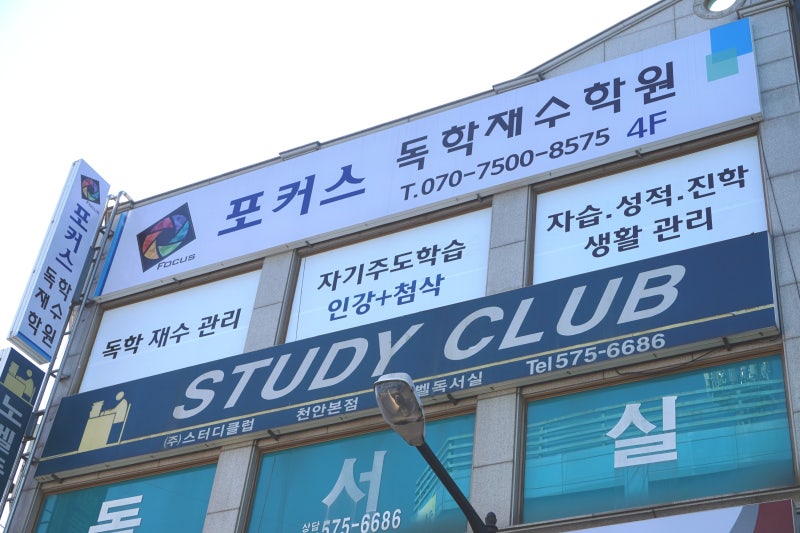 포커스 독학재수학원
T.070-7500-8575 4F
FOCUS
포커스 독학재수학원
독학 재수 관리
자기주도학습
인강+첨삭
자습.성적.진학
생활 관리
STUDY CLUB
(주)스터디클럽 천안본점 벨독서실 Tel 575-6686
노벨
독 서 실
상담 575-6686